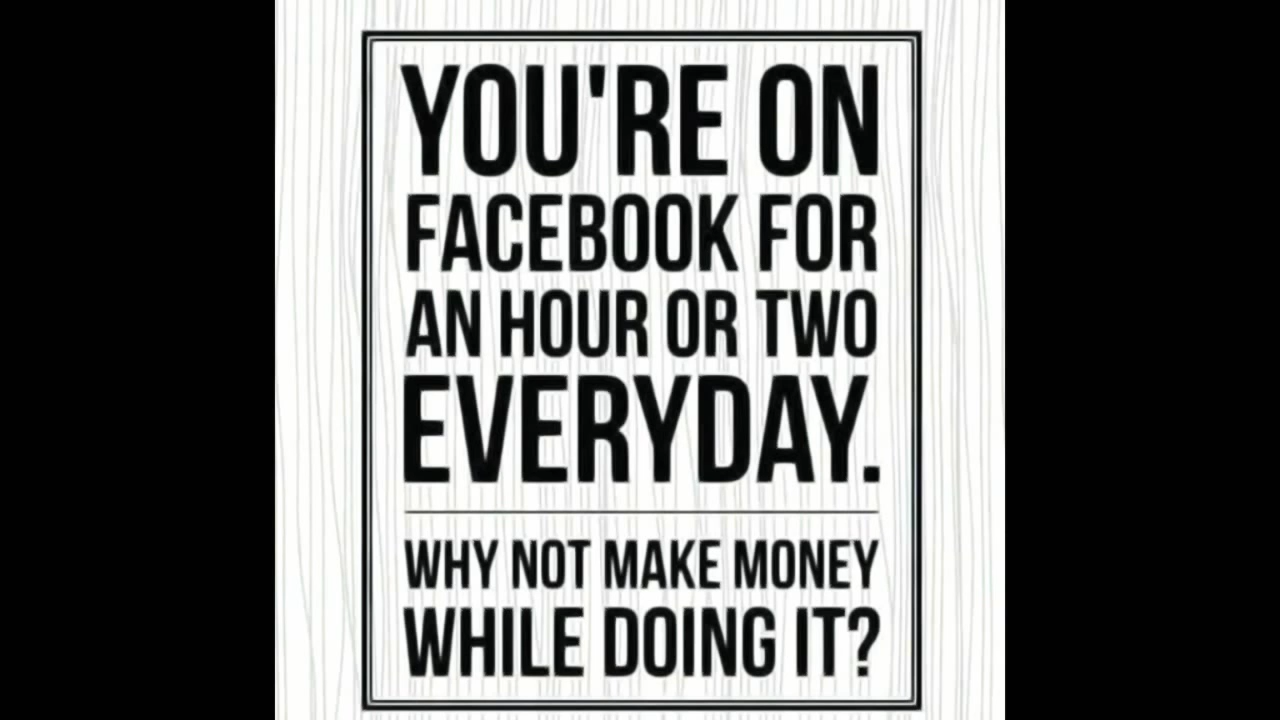 YOU'RE ON
FACEBOOK FOR
AN HOUR OR TWO
EVERYDAY.
WHY NOT MAKE MONEY
WHILE DOING IT?